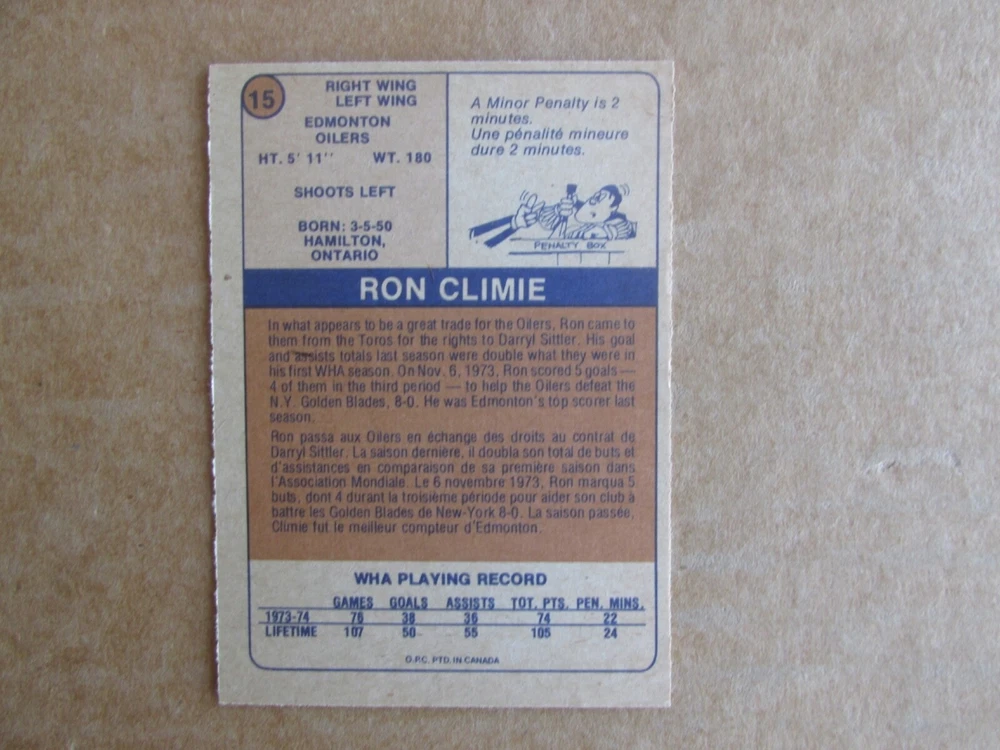 15
RIGHT WING
LEFT WING
EDMONTON
OILERS
HT. 5' 11'' WT. 180
SHOOTS LEFT
BORN: 3-5-50
HAMILTON,
ONTARIO
A Minor Penalty is 2
minutes.
Une pénalité mineure
dure 2 minutes.
PENALTY BOX
RON CLIMIE
In what appears to be a great trade for the Oilers, Ron came to
them from the Toros for the rights to Darryl Sittler. His goal
and assists totals last season were double what they were in
his first WHA season. On Nov. 6, 1973, Ron scored 5 goals —
4 of them in the third period — to help the Oilers defeat the
N.Y. Golden Blades, 8-0. He was Edmonton's top scorer last
season.
Ron passa aux Oilers en échange des droits au contrat de
Darryl Sittler. La saison dernière, il doubla son total de buts et
d'assistances en comparaison de sa première saison dans
l'Association Mondiale. Le 6 novembre 1973, Ron marqua 5
buts, dont 4 durant la troisième période pour aider son club à
battre les Golden Blades de New-York 8-0. La saison passée,
Climie fut le meilleur compteur d'Edmonton.
WHA PLAYING RECORD
GAMES GOALS ASSISTS TOT. PTS. PEN. MINS.
1973-74 76 38 36 74 22
LIFETIME 107 50 55 105 24
O.P.C. PTD. IN CANADA